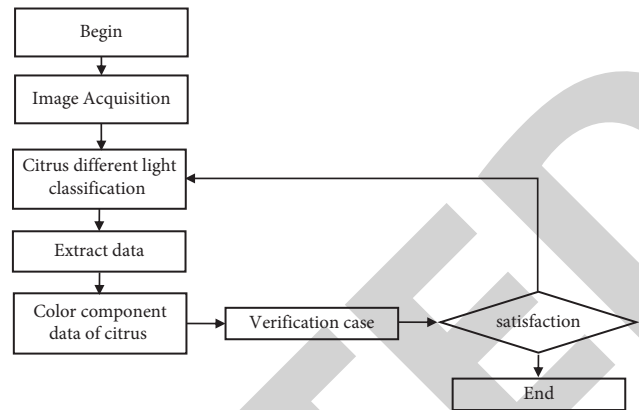 Begin
Image Acquisition
Citrus different light
classification
Extract data
Color component
data of citrus
Verification case
satisfaction
End